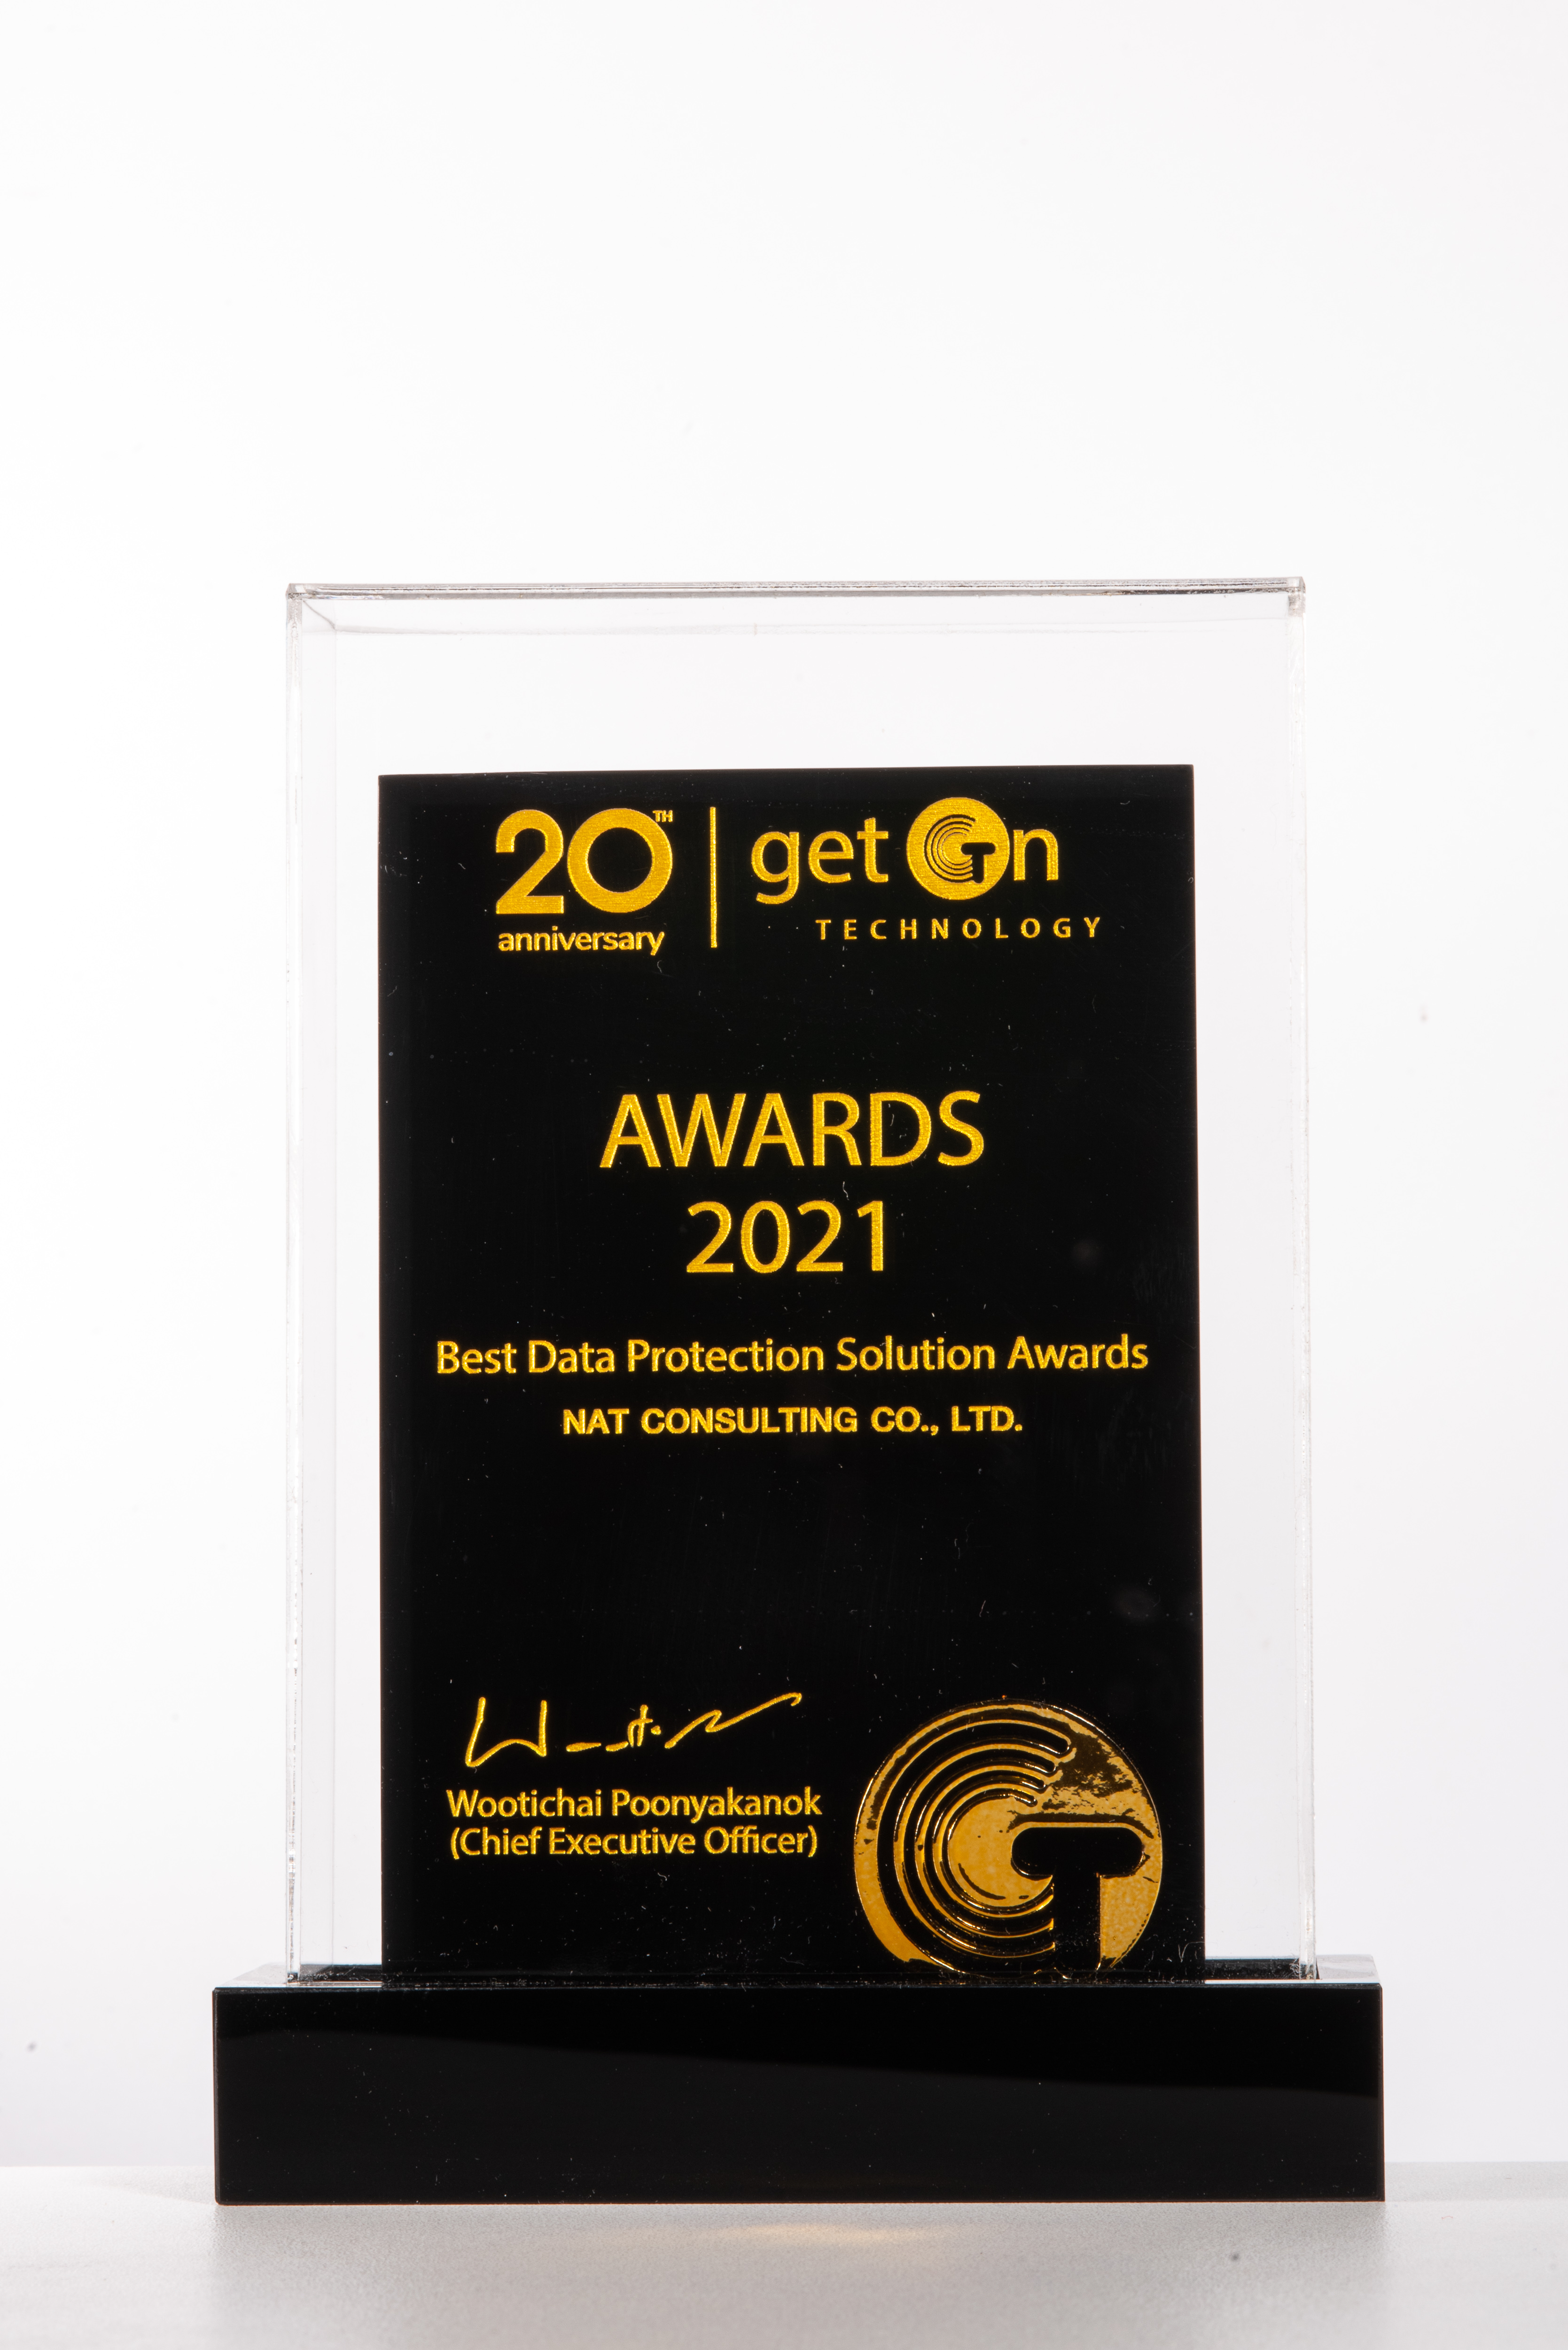 20TH
anniversary
get On
TECHNOLOGY
AWARDS
2021
Best Data Protection Solution Awards
NAT CONSULTING CO., LTD.
Wootichai Poonyakanok
(Chief Executive Officer)